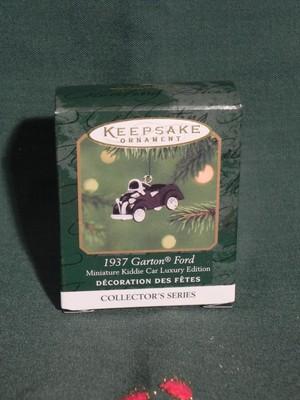 KEEPSAKE
ORNAMENT
1937 Garton® Ford
Miniature Kiddie Car Luxury Edition
DÉCORATION DES FÊTES
COLLECTOR'S SERIES